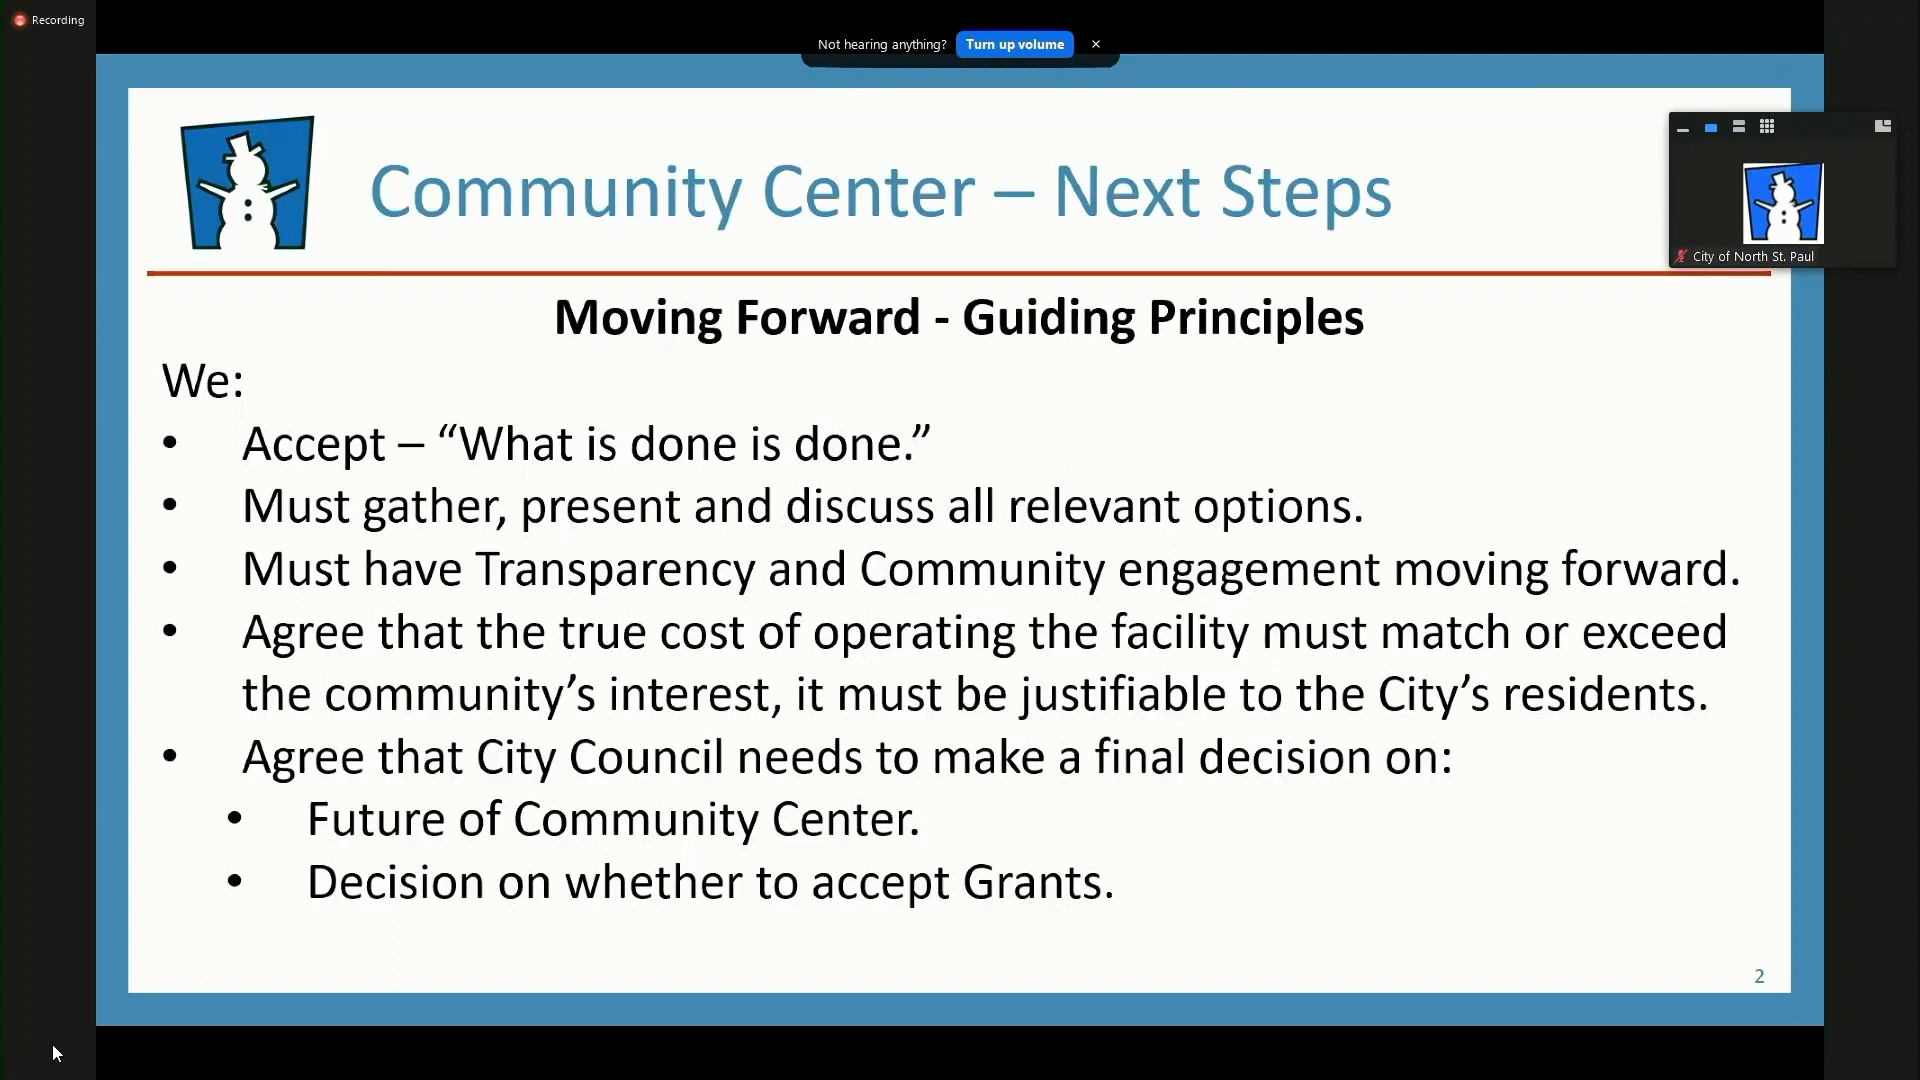 Recording
Not hearing anything? Turn up volume ×
Community Center – Next Steps
City of North St. Paul
Moving Forward - Guiding Principles
We:
• Accept – “What is done is done.”
• Must gather, present and discuss all relevant options.
• Must have Transparency and Community engagement moving forward.
• Agree that the true cost of operating the facility must match or exceed
the community’s interest, it must be justifiable to the City’s residents.
• Agree that City Council needs to make a final decision on:
• Future of Community Center.
• Decision on whether to accept Grants.
2